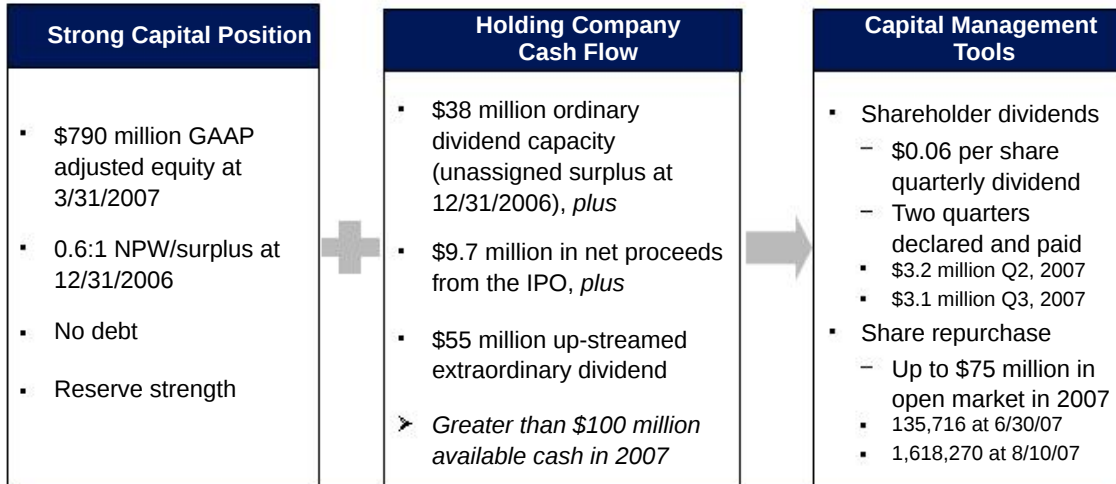 Strong Capital Position
▪ $790 million GAAP
adjusted equity at
3/31/2007
▪ 0.6:1 NPW/surplus at
12/31/2006
▪ No debt
▪ Reserve strength
Holding Company
Cash Flow
▪ $38 million ordinary
dividend capacity
(unassigned surplus at
12/31/2006), plus
▪ $9.7 million in net proceeds
from the IPO, plus
▪ $55 million up-streamed
extraordinary dividend
➢ Greater than $100 million
available cash in 2007
Capital Management
Tools
▪ Shareholder dividends
– $0.06 per share
quarterly dividend
– Two quarters
declared and paid
▪ $3.2 million Q2, 2007
▪ $3.1 million Q3, 2007
▪ Share repurchase
– Up to $75 million in
open market in 2007
▪ 135,716 at 6/30/07
▪ 1,618,270 at 8/10/07